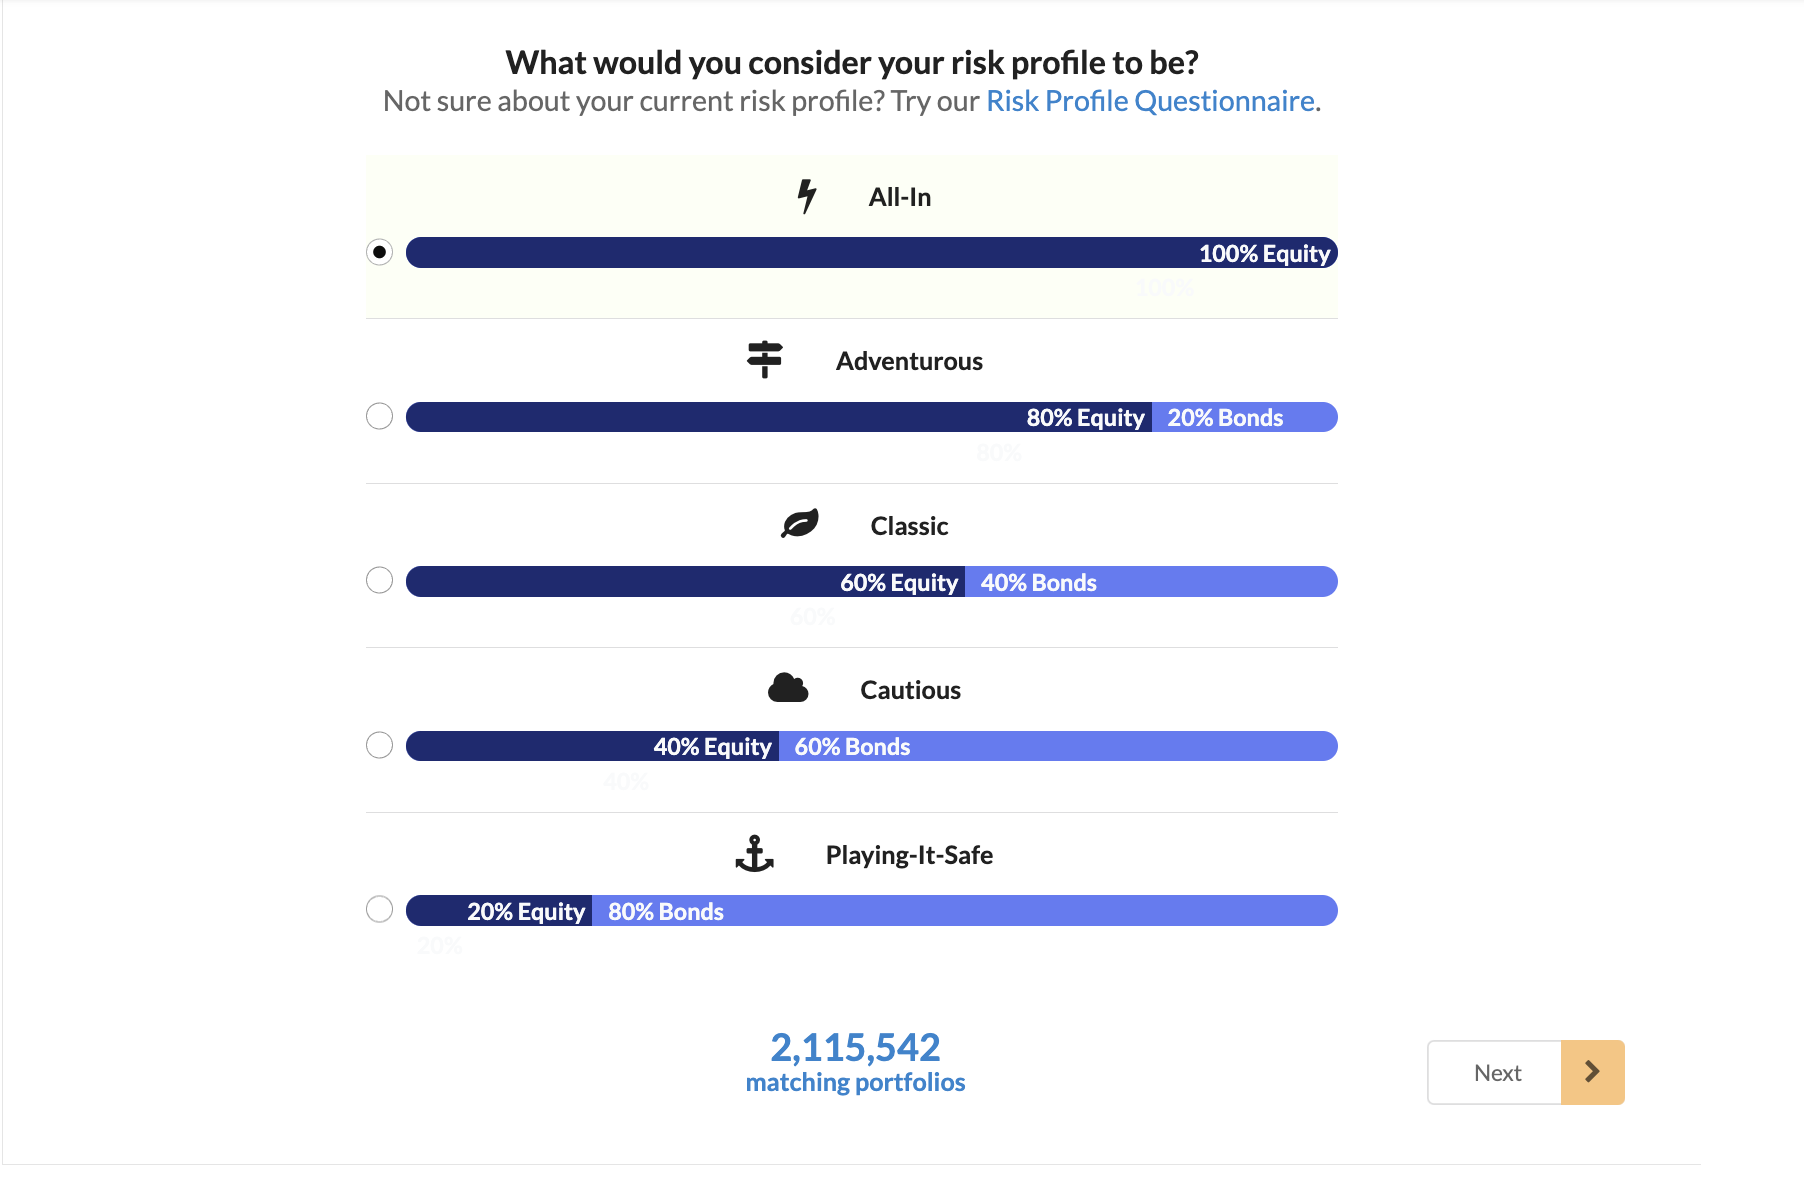 What would you consider your risk profile to be?
Not sure about your current risk profile? Try our Risk Profile Questionnaire.
All-In
100% Equity
100%
Adventurous
80% Equity 20% Bonds
80%
Classic
60% Equity 40% Bonds
60%
Cautious
40% Equity 60% Bonds
40%
Playing-It-Safe
20% Equity 80% Bonds
20%
2,115,542
matching portfolios
Next